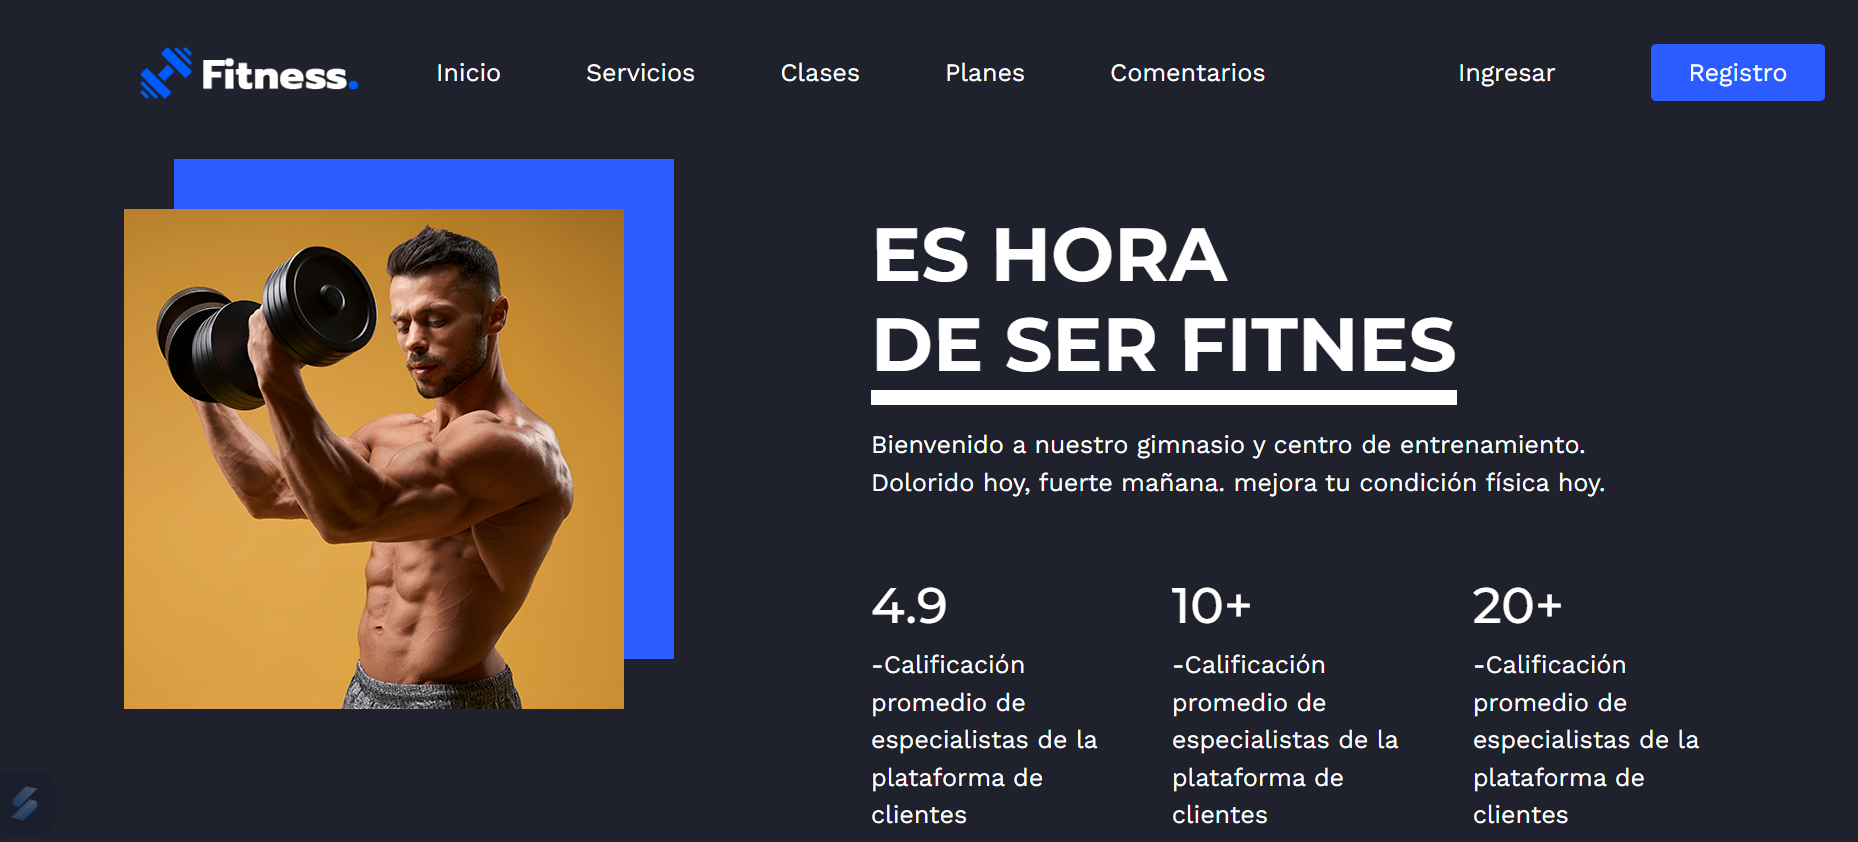 Fitness.
Inicio
Servicios
Clases
Planes
Comentarios
Ingresar
Registro
ES HORA
DE SER FITNES
Bienvenido a nuestro gimnasio y centro de entrenamiento.
Dolorido hoy, fuerte mañana. mejora tu condición física hoy.
4.9
-Calificación
promedio de
especialistas de la
plataforma de
clientes
10+
-Calificación
promedio de
especialistas de la
plataforma de
clientes
20+
-Calificación
promedio de
especialistas de la
plataforma de
clientes